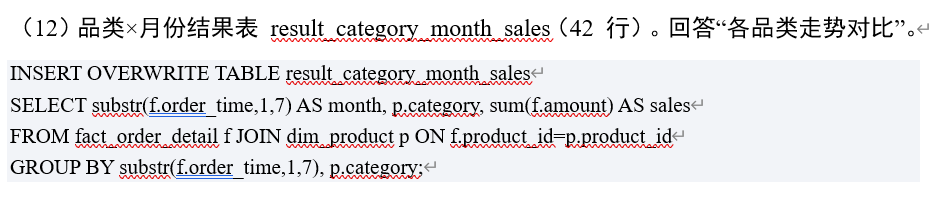 （12）品类×月份结果表 result_category_month_sales（42 行）。回答“各品类走势对比”。
INSERT OVERWRITE TABLE result_category_month_sales
SELECT substr(f.order_time,1,7) AS month, p.category, sum(f.amount) AS sales
FROM fact_order_detail f JOIN dim_product p ON f.product_id=p.product_id
GROUP BY substr(f.order_time,1,7), p.category;